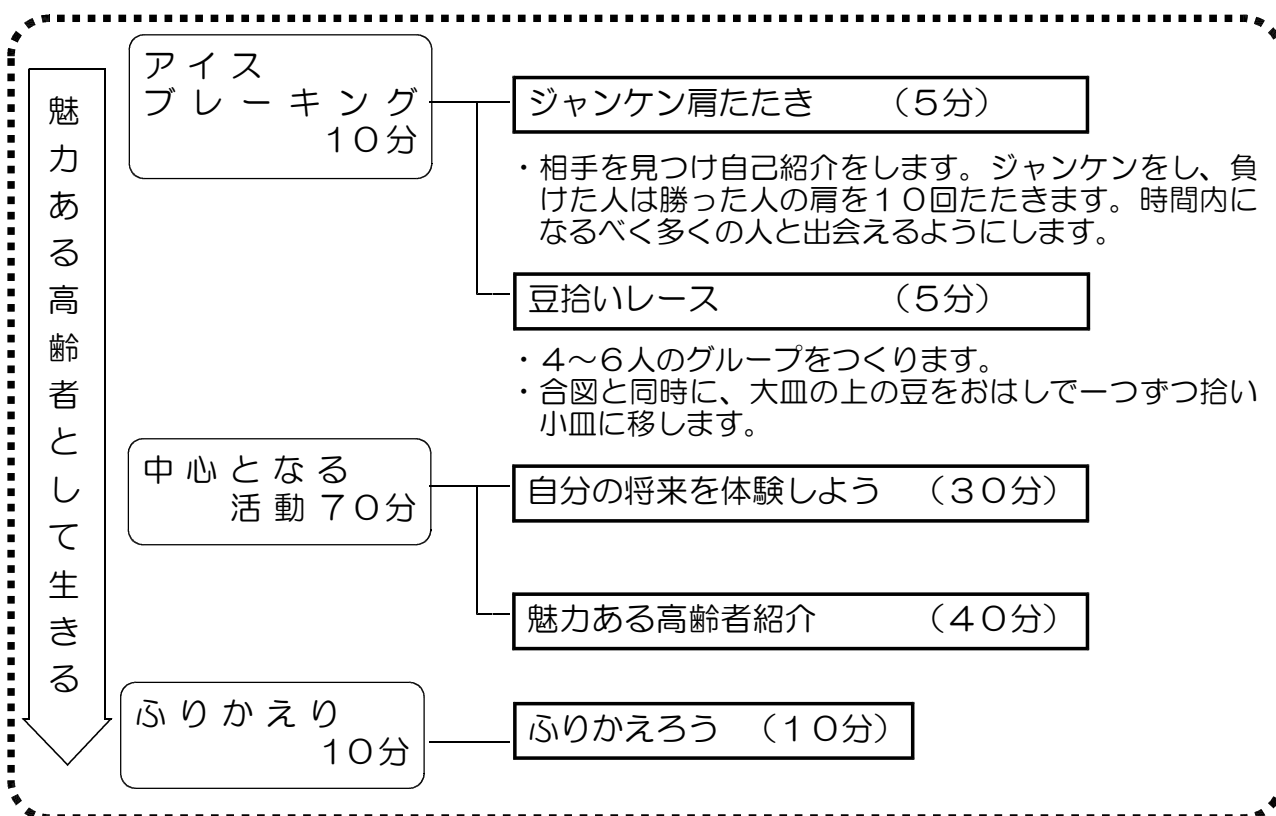 魅力ある高齢者として生きる
アイス
ブレーキング
１０分
ジャンケン肩たたき　　（５分）
・相手を見つけ自己紹介をします。ジャンケンをし、負
けた人は勝った人の肩を１０回たたきます。時間内に
なるべく多くの人と出会えるようにします。
豆拾いレース　　　　　（５分）
・４～６人のグループをつくります。
・合図と同時に、大皿の上の豆をおはしで一つずつ拾い
小皿に移します。
中心となる
活動７０分
自分の将来を体験しよう　（３０分）
魅力ある高齢者紹介　　　（４０分）
ふりかえり
１０分
ふりかえろう　（１０分）